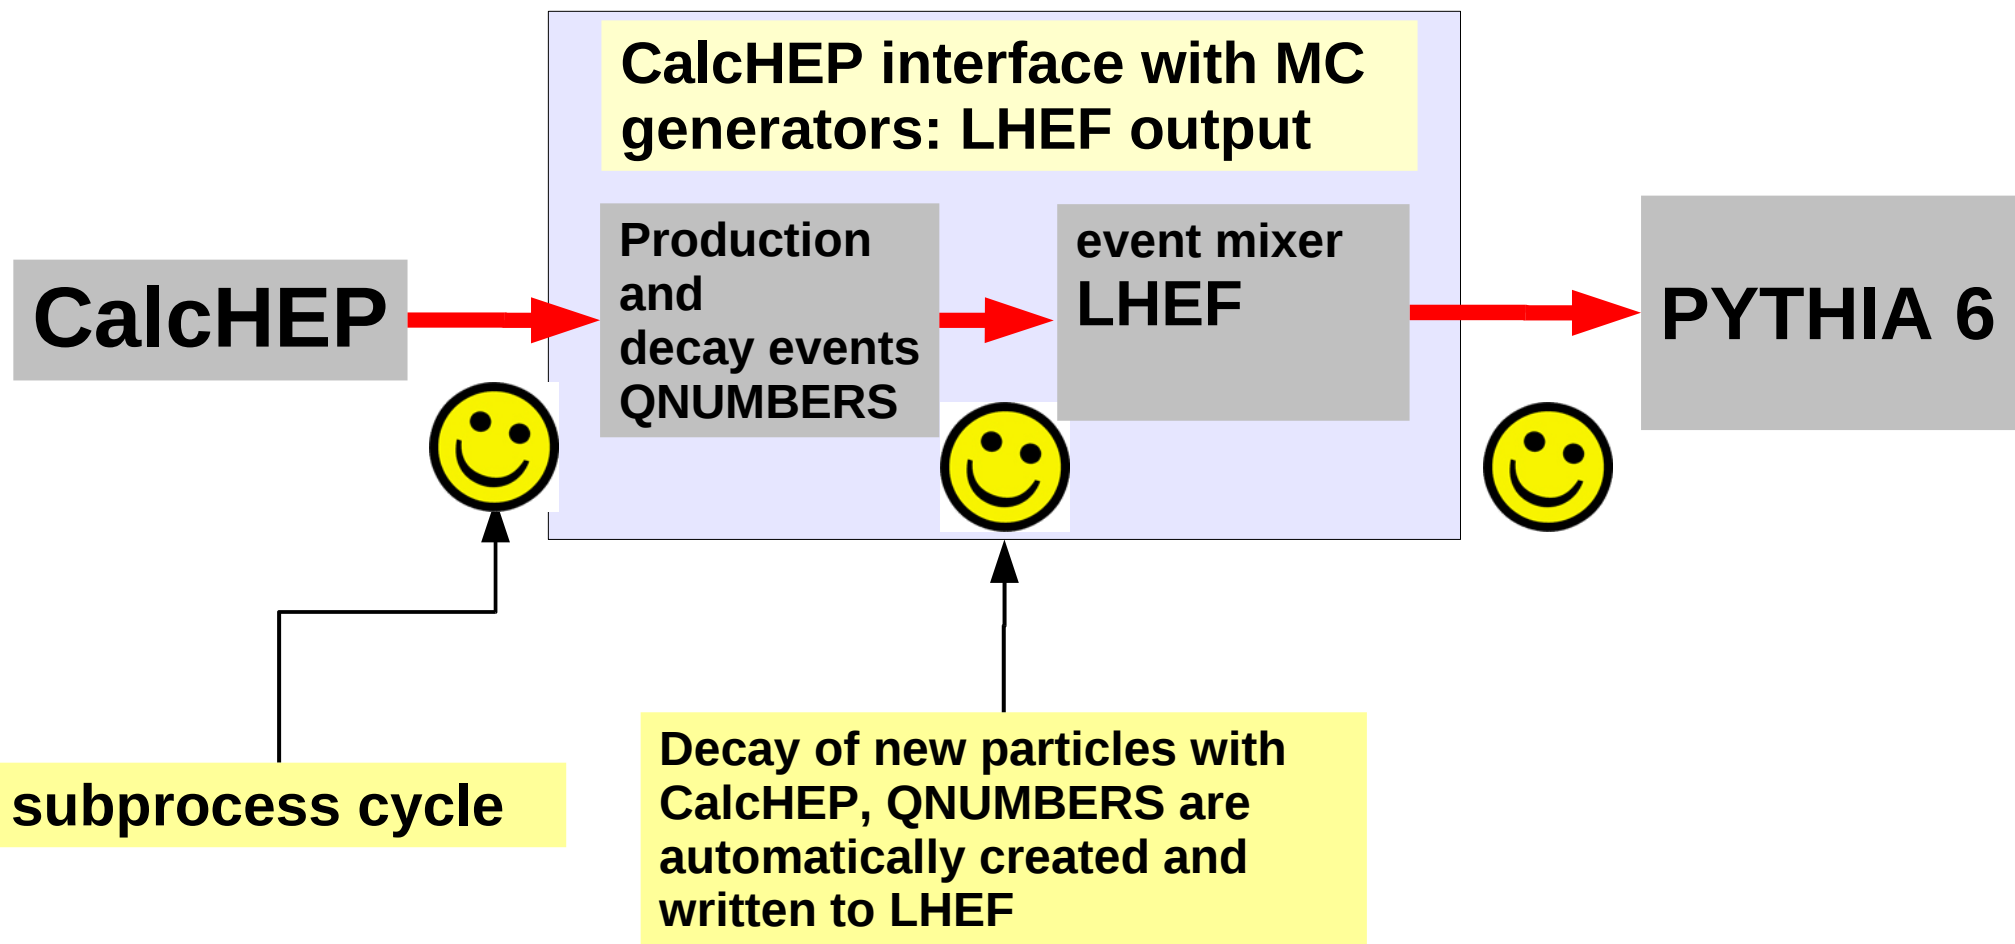 CalcHEP interface with MC
generators: LHEF output
CalcHEP
Production
and
decay events
QNUMBERS
event mixer
LHEF
PYTHIA 6
subprocess cycle
Decay of new particles with
CalcHEP, QNUMBERS are
automatically created and
written to LHEF